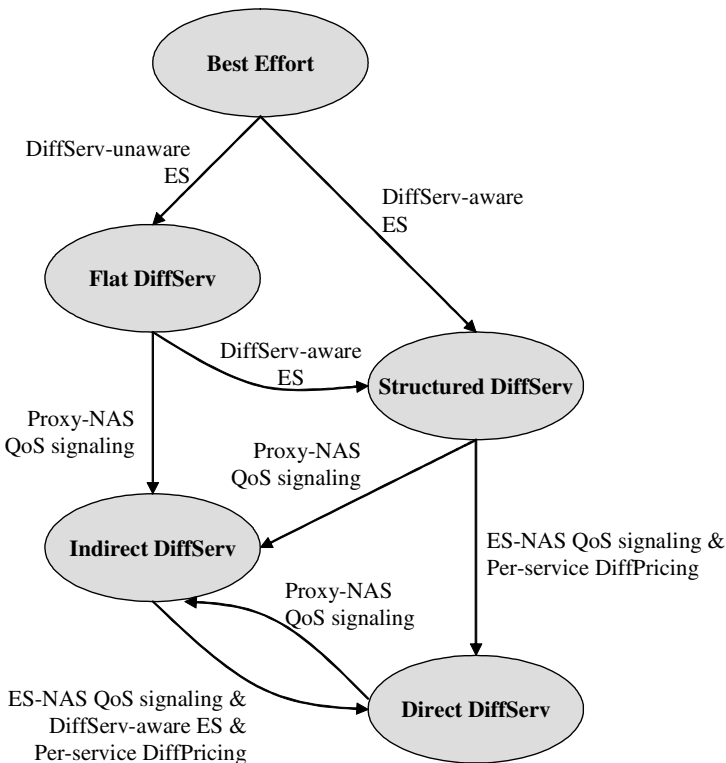 Best Effort
DiffServ-unaware
ES
DiffServ-aware
ES
Flat DiffServ
DiffServ-aware
ES
Structured DiffServ
Proxy-NAS
QoS signaling
Proxy-NAS
QoS signaling
Indirect DiffServ
ES-NAS QoS signaling &
Per-service DiffPricing
Proxy-NAS
QoS signaling
ES-NAS QoS signaling &
DiffServ-aware ES &
Per-service DiffPricing
Direct DiffServ